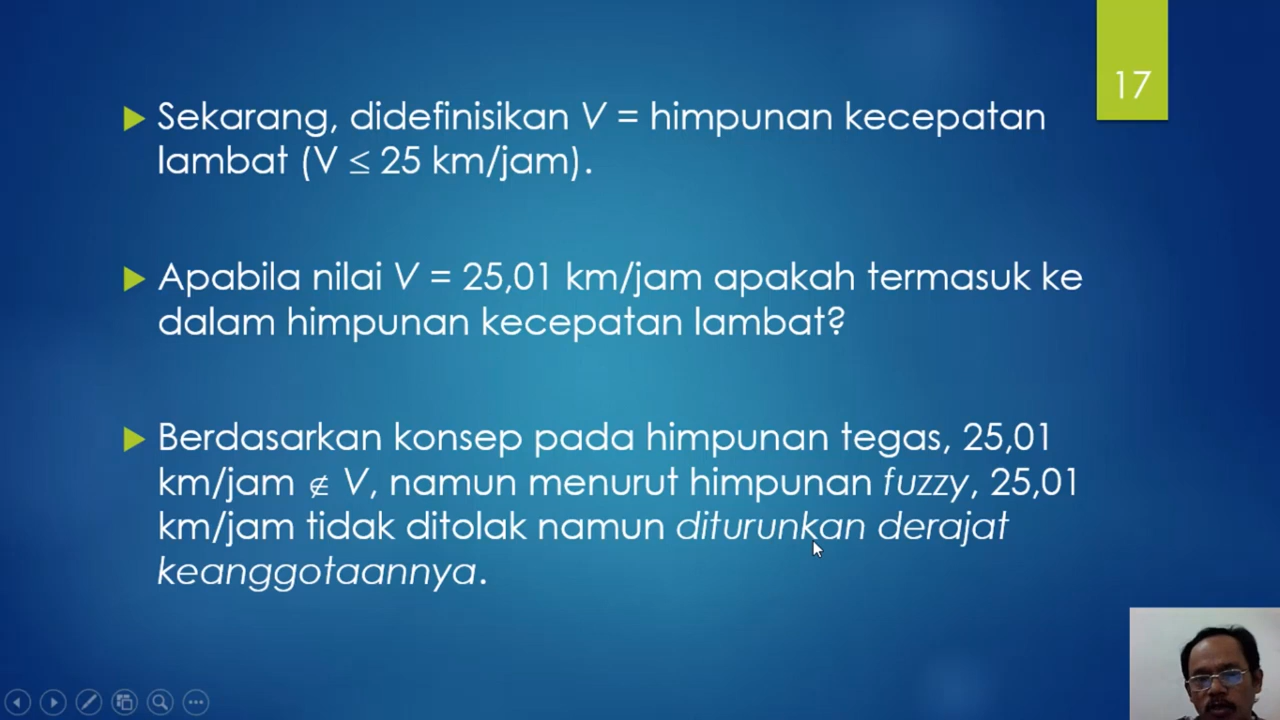 17
Sekarang, didefinisikan V = himpunan kecepatan
lambat (V ≤ 25 km/jam).
Apabila nilai V = 25,01 km/jam apakah termasuk ke
dalam himpunan kecepatan lambat?
Berdasarkan konsep pada himpunan tegas, 25,01
km/jam ∉ V, namun menurut himpunan fuzzy, 25,01
km/jam tidak ditolak namun diturunkan derajat
keanggotaannya.